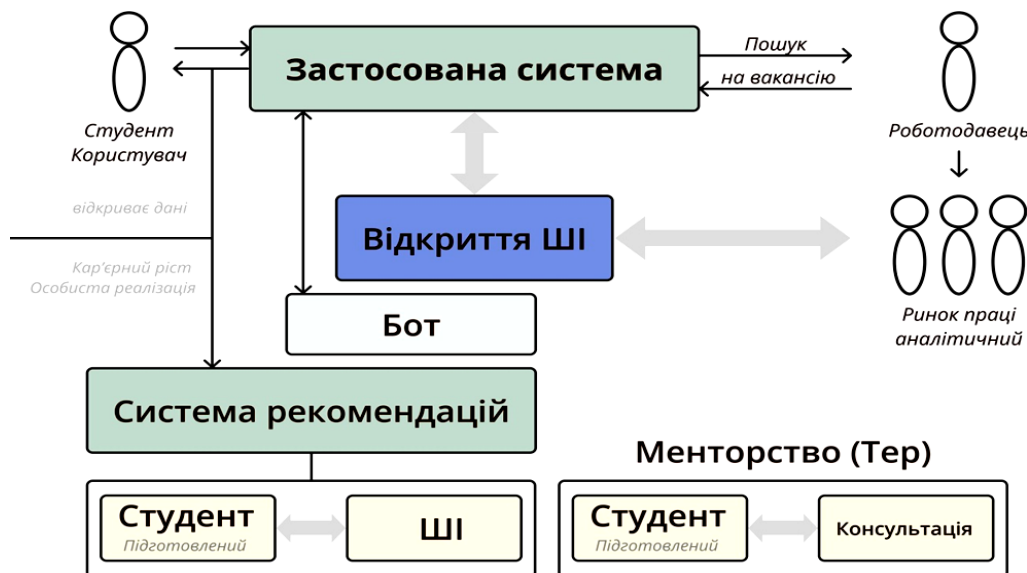 Застосована система
Пошук
на вакансію
Студент
Користувач
Роботодавець
відкриває дані
Відкриття ШІ
Кар’єрний ріст
Особиста реалізація
Бот
Ринок праці
аналітичний
Система рекомендацій
Менторство (Тер)
Студент
Підготовлений
ШІ
Студент
Підготовлений
Консультація